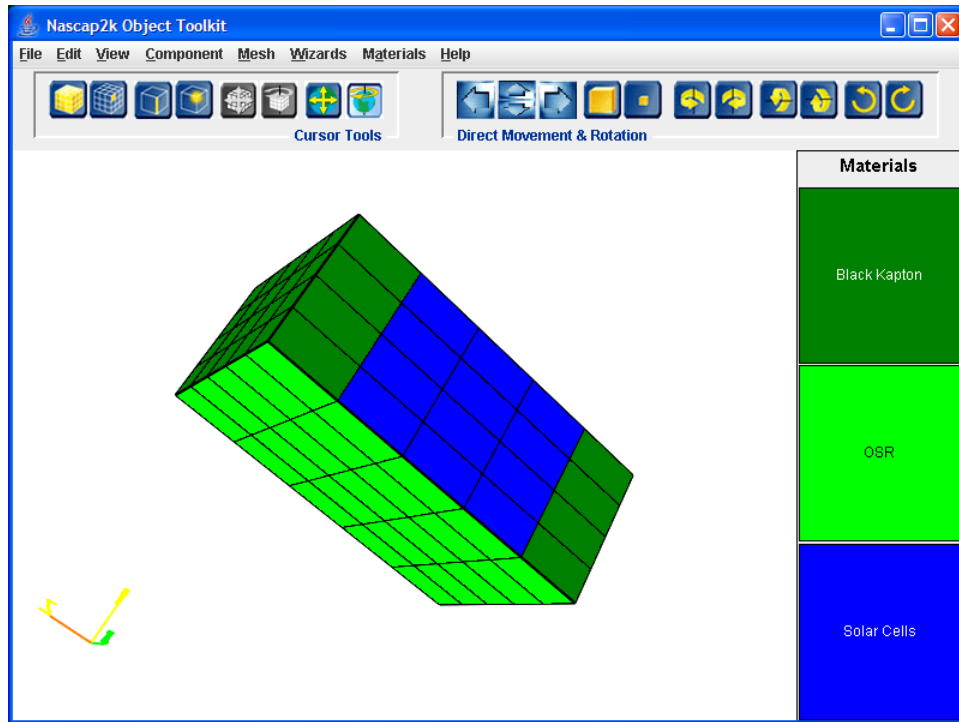 Nascap2k Object Toolkit
File Edit View Component Mesh Wizards Materials Help
Cursor Tools
Direct Movement & Rotation
Materials
Black Kapton
OSR
Solar Cells